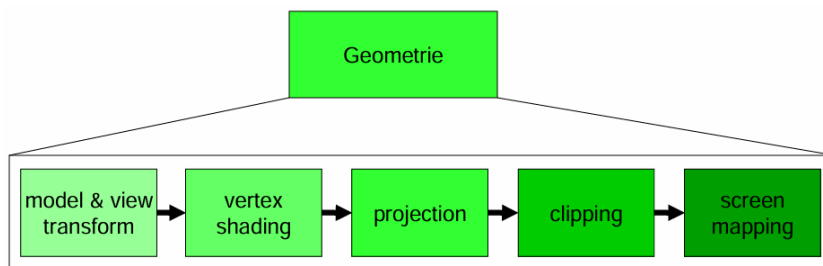 Geometrie
model & view
transform
vertex
shading
projection
clipping
screen
mapping